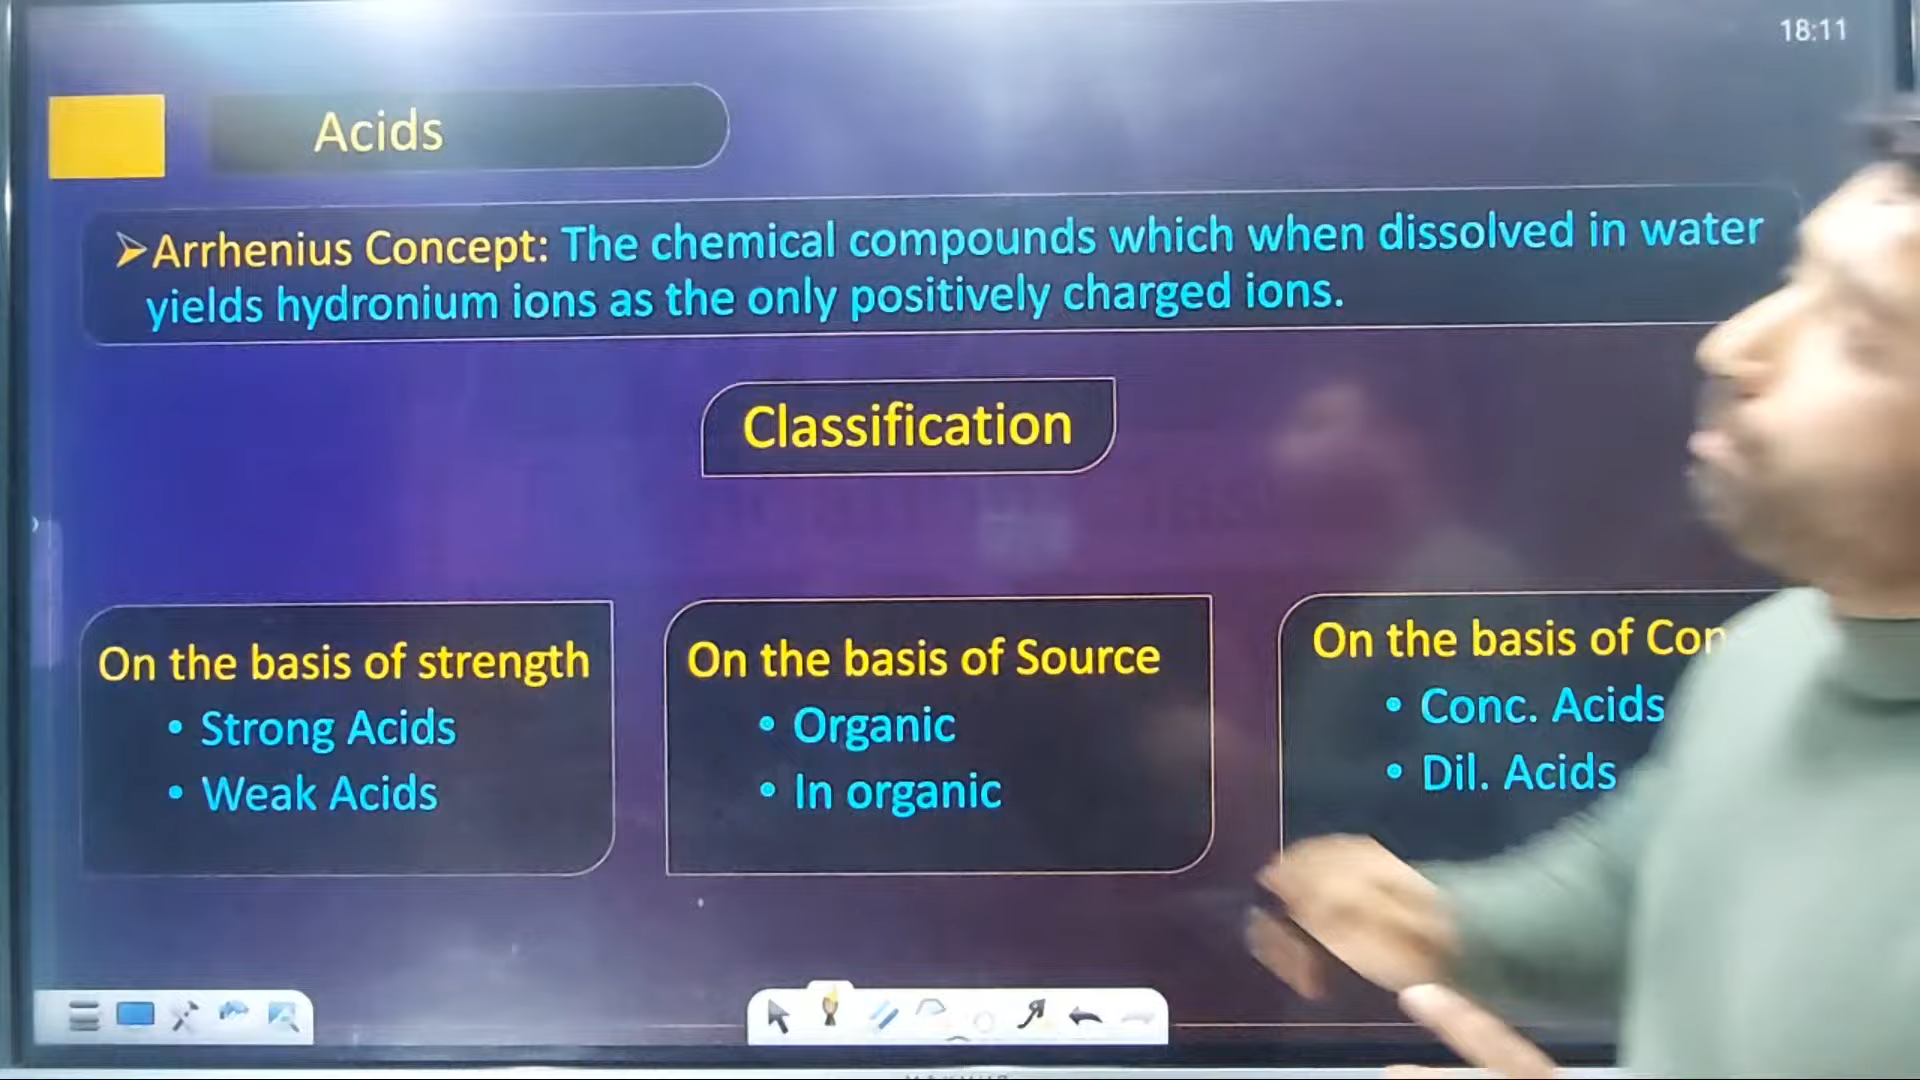 18:11
Acids
➢Arrhenius Concept: The chemical compounds which when dissolved in water
yields hydronium ions as the only positively charged ions.
Classification
On the basis of strength
• Strong Acids
• Weak Acids
On the basis of Source
• Organic
• In organic
On the basis of Con
• Conc. Acids
• Dil. Acids